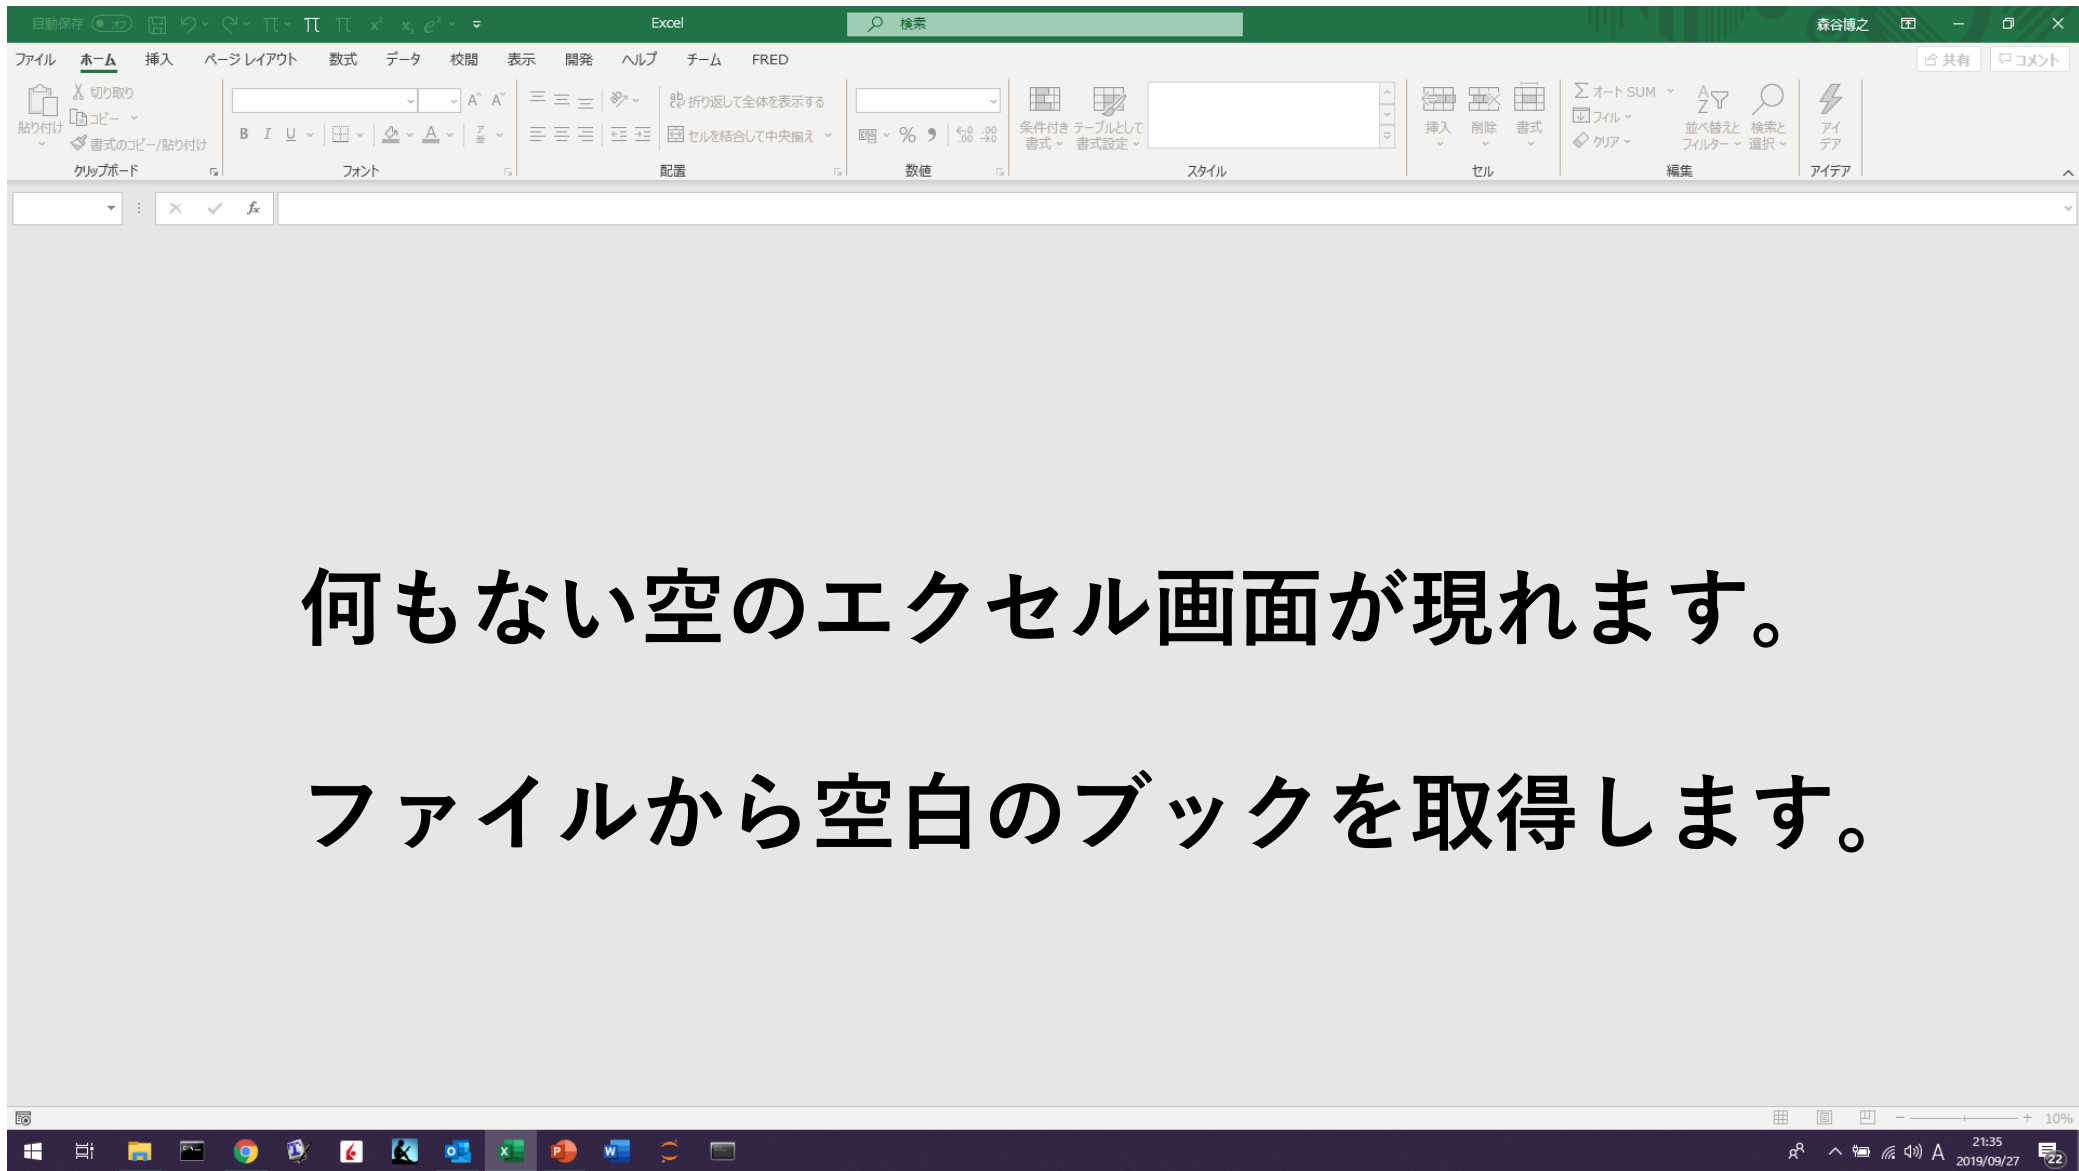 自動保存 オフ
Excel
検索
森谷博之
ファイル ホーム 挿入 ページ レイアウト 数式 データ 校閲 表示 開発 ヘルプ チーム FRED
共有 コメント
貼り付け
切り取り
コピー
書式のコピー/貼り付け
クリップボード
B I U
フォント
折り返して全体を表示する
セルを結合して中央揃え
配置
数値
条件付き書式
テーブルとして書式設定
スタイル
挿入 削除 書式
セル
オート SUM
フィル
クリア
並べ替えとフィルター
検索と選択
編集
アイデア
アイデア
fx
何もない空のエクセル画面が現れます。
ファイルから空白のブックを取得します。
10%
A
21:35
2019/09/27
22